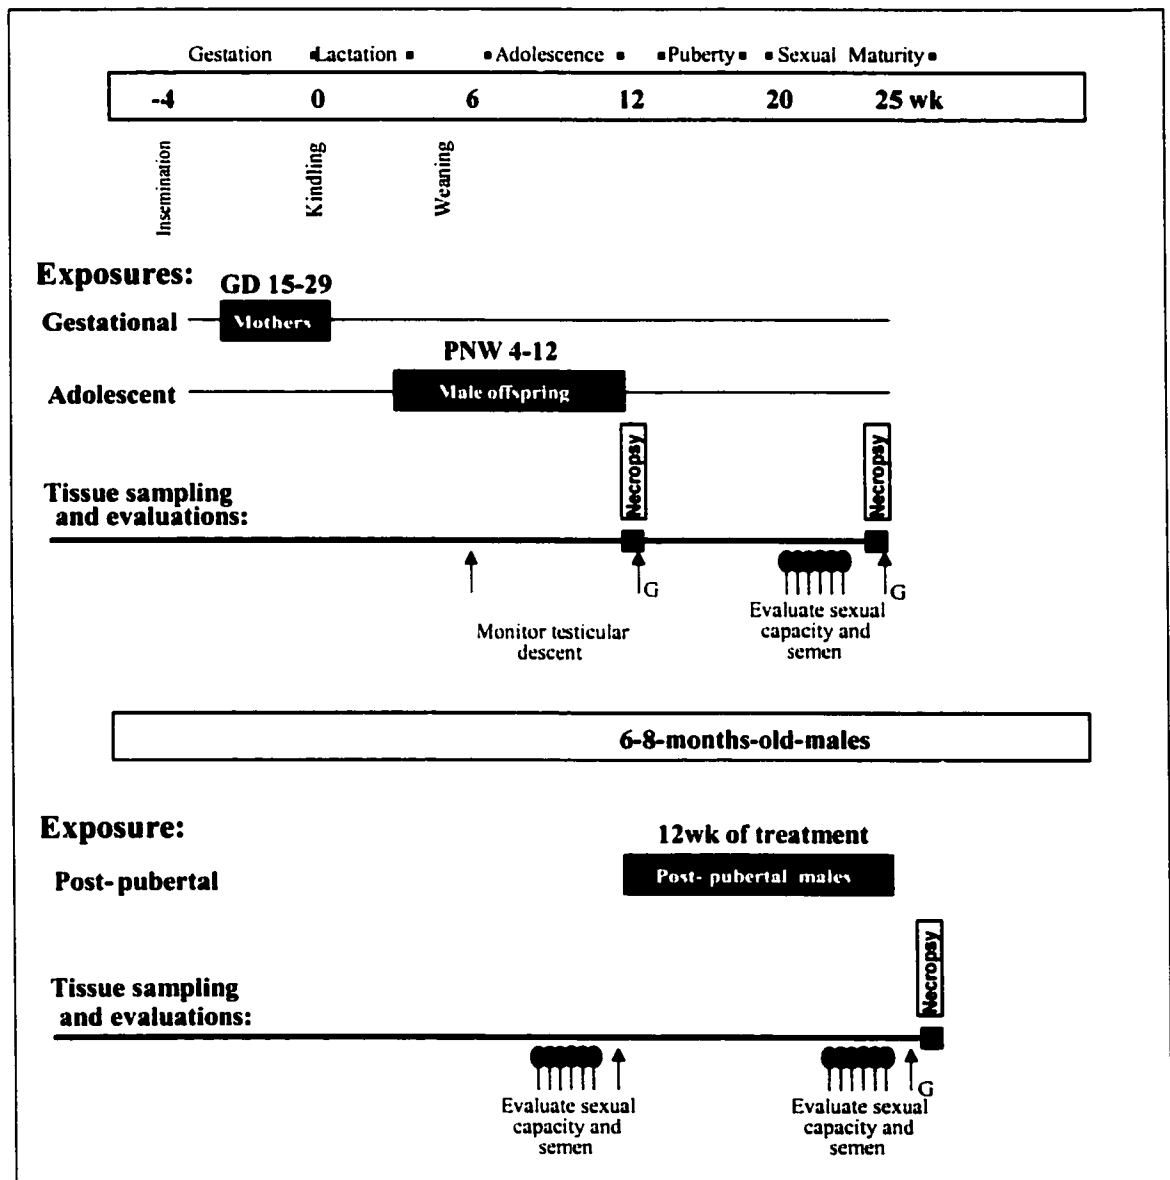 Gestation Lactation Adolescence Puberty Sexual Maturity
-4 0 6 12 20 25 wk
Insemination
Kindling
Weaning
Exposures:
GD 15-29
Gestational Mothers
PNW 4-12
Adolescent Male offspring
Necropsy
Necropsy
Tissue sampling
and evaluations:
G
G
Monitor testicular
descent
Evaluate sexual
capacity and
semen
6-8-months-old-males
Exposure:
12wk of treatment
Post- pubertal Post- pubertal males
Necropsy
Tissue sampling
and evaluations:
G
Evaluate sexual
capacity and
semen
Evaluate sexual
capacity and
semen